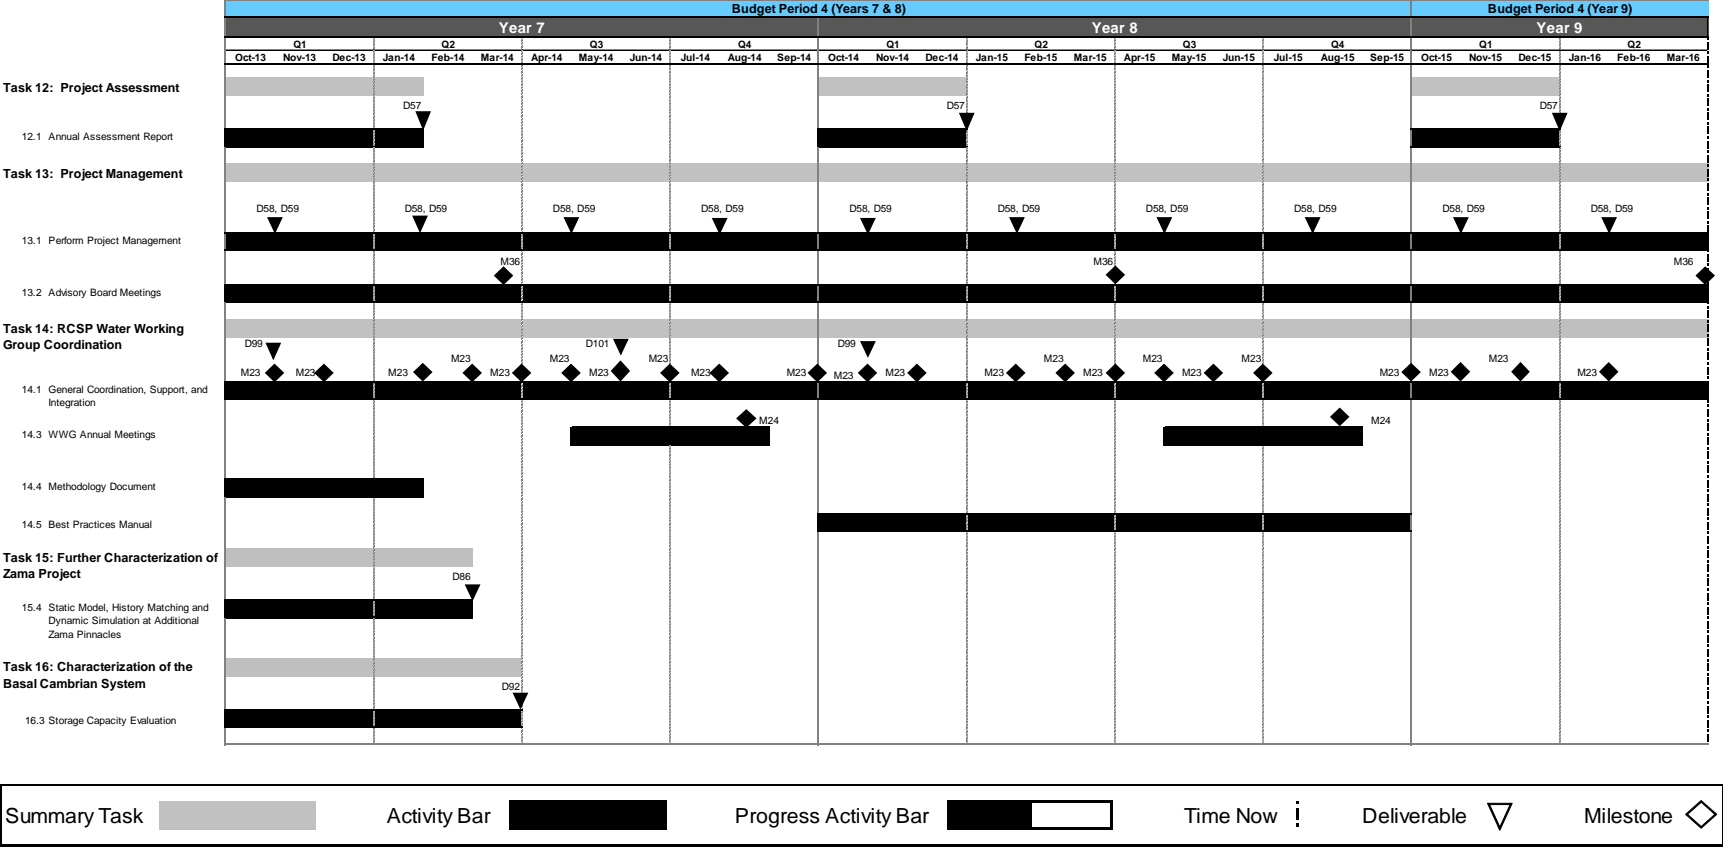 Budget Period 4 (Years 7 & 8) Budget Period 4 (Year 9)
Year 7 Year 8 Year 9
Q1 Q2 Q3 Q4 Q1 Q2 Q3 Q4 Q1 Q2
Oct-13 Nov-13 Dec-13 Jan-14 Feb-14 Mar-14 Apr-14 May-14 Jun-14 Jul-14 Aug-14 Sep-14 Oct-14 Nov-14 Dec-14 Jan-15 Feb-15 Mar-15 Apr-15 May-15 Jun-15 Jul-15 Aug-15 Sep-15 Oct-15 Nov-15 Dec-15 Jan-16 Feb-16 Mar-16
Task 12: Project Assessment
D57 D57 D57
12.1 Annual Assessment Report
Task 13: Project Management
D58, D59 D58, D59 D58, D59 D58, D59 D58, D59 D58, D59 D58, D59 D58, D59 D58, D59 D58, D59
13.1 Perform Project Management
M36 M36 M36
13.2 Advisory Board Meetings
Task 14: RCSP Water Working
Group Coordination
D99 D101 D99
M23 M23 M23 M23 M23 M23
M23 M23 M23 M23 M23 M23 M23 M23 M23 M23 M23 M23 M23 M23
14.1 General Coordination, Support, and
Integration
M24 M24
14.3 WWG Annual Meetings
14.4 Methodology Document
14.5 Best Practices Manual
Task 15: Further Characterization of
Zama Project
D86
15.4 Static Model, History Matching and
Dynamic Simulation at Additional
Zama Pinnacles
Task 16: Characterization of the
Basal Cambrian System
D92
16.3 Storage Capacity Evaluation
Summary Task Activity Bar Progress Activity Bar Time Now Deliverable Milestone